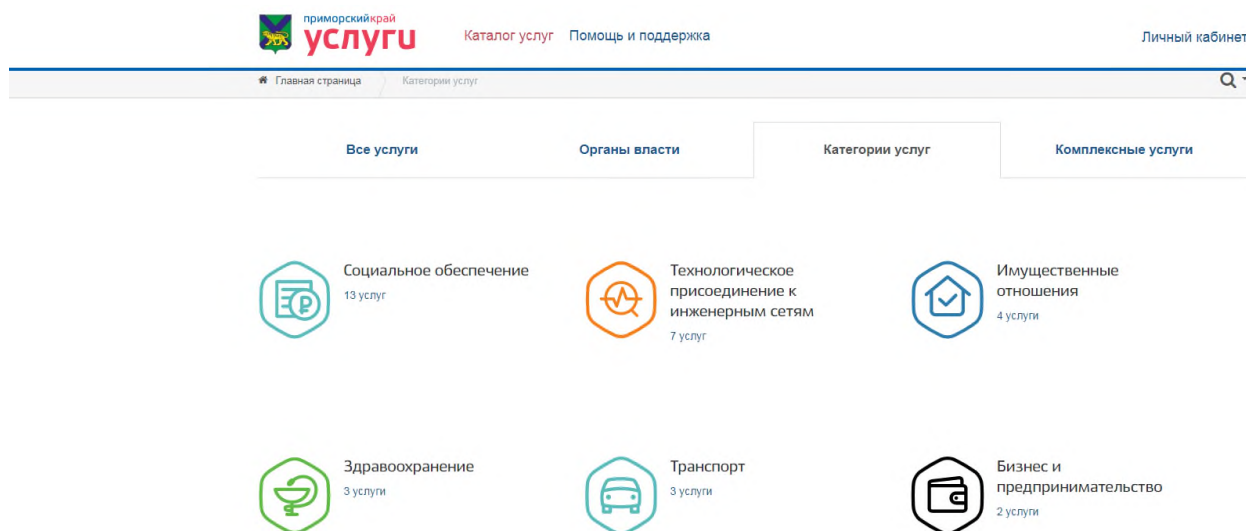 приморскийкрай
услуги
Каталог услуг Помощь и поддержка
Личный кабинет
Главная страница Категории услуг
Все услуги Органы власти Категории услуг Комплексные услуги
Социальное обеспечение
13 услуг
Технологическое
присоединение к
инженерным сетям
7 услуг
Имущественные
отношения
4 услуги
Здравоохранение
3 услуги
Транспорт
3 услуги
Бизнес и
предпринимательство
2 услуги